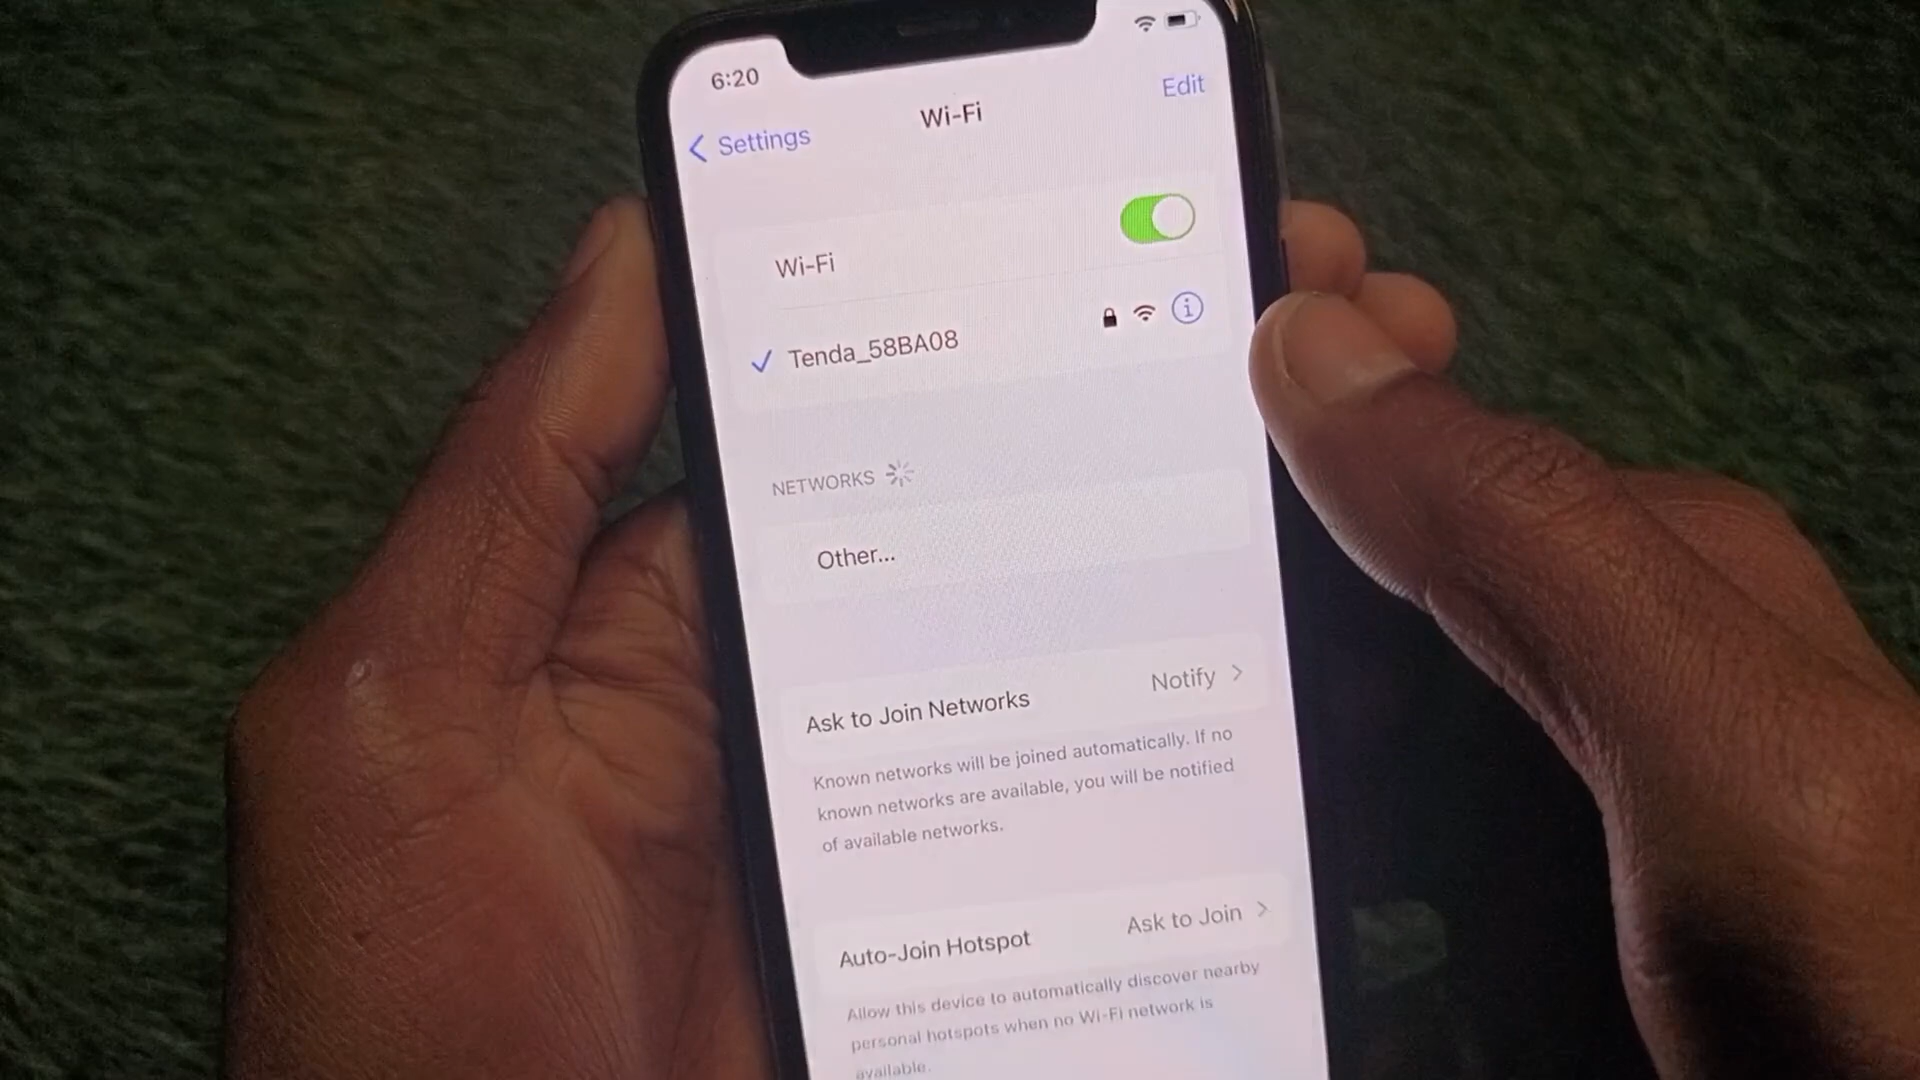 6:20
Settings
Wi-Fi
Edit
Wi-Fi
Tenda_58BA08
NETWORKS
Other...
Ask to Join Networks
Notify
Known networks will be joined automatically. If no
known networks are available, you will be notified
of available networks.
Auto-Join Hotspot
Ask to Join
Allow this device to automatically discover nearby
personal hotspots when no Wi-Fi network is
available.